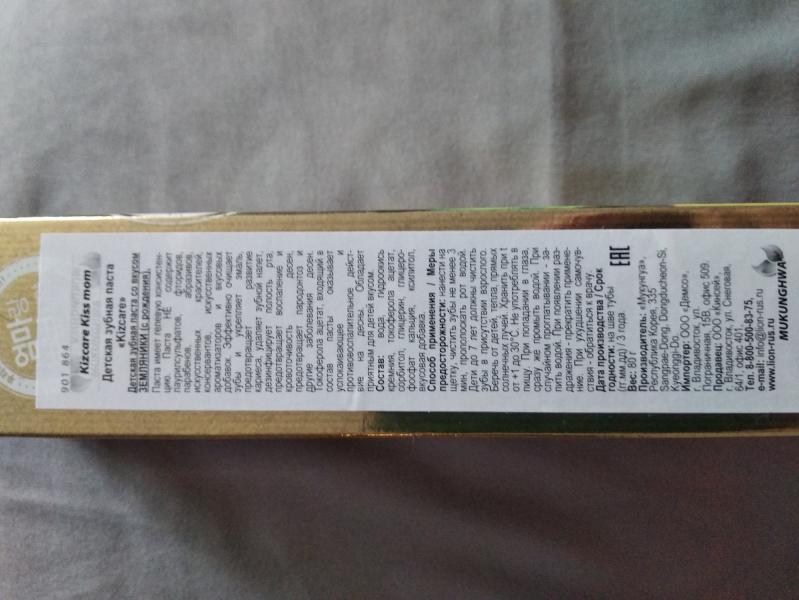 901 864
Kizcare Kiss mom
Детская зубная паста
«Kizcare»
Детская зубная паста со вкусом
ЗЕМЛЯНИКИ (с рождения).
Паста имеет гелевую консистен-
цию. Паста НЕ содержит
лаурилсульфатов, фторидов,
парабенов, абразивов,
искусственных красителей,
консервантов, искусственных
ароматизаторов и вкусовых
добавок. Эффективно очищает
зубы и укрепляет эмаль,
предотвращает развитие
кариеса, удаляет зубной налет,
дезинфицирует полость рта,
предотвращает воспаление и
кровоточивость десен,
предотвращает пародонтоз и
другие заболевания десен.
Токоферола ацетат, входящий в
состав пасты оказывает
успокаивающее и
противовоспалительное дейст-
вие на десны. Обладает
приятным для детей вкусом.
Состав: вода, гидроокись
кремния, токоферола ацетат,
сорбитол, глицерин, глицеро-
фосфат кальция, ксилитол,
вкусовая добавка.
Способ применения / Меры
предосторожности: нанести на
щетку, чистить зубы не менее 3
мин, прополоскать рот водой.
Дети до 7 лет должны чистить
зубы в присутствии взрослого.
Беречь от детей, тепла, прямых
солнечных лучей. Хранить при t
от +1 до 30°С. Не употреблять в
пищу. При попадании в глаза,
сразу же промыть водой. При
случайном проглатывании - за-
пить водой. При появлении раз-
дражения - прекратить примене-
ние. При ухудшении самочув-
ствия обратиться к врачу.
Дата производства / Срок
годности: на шве тубы
(гг.мм.дд) / 3 года.
Вес: 80 г
EAC
Производитель: «Мукунгуа»,
Республика Корея, 335
Sangpae-Dong, Dongducheon-Si,
Kyeonggi-Do.
Импортер: ООО «Демсо»,
г. Владивосток, ул.
Пограничная, 15В, офис 509.
Продавец: ООО «Кинсей»,
г. Владивосток, ул. Снеговая,
64/1, офис 401
Тел. 8-800-500-83-75,
e-mail: info@lion-rus.ru
www.lion-rus.ru
MUKUNGHWA
엄마